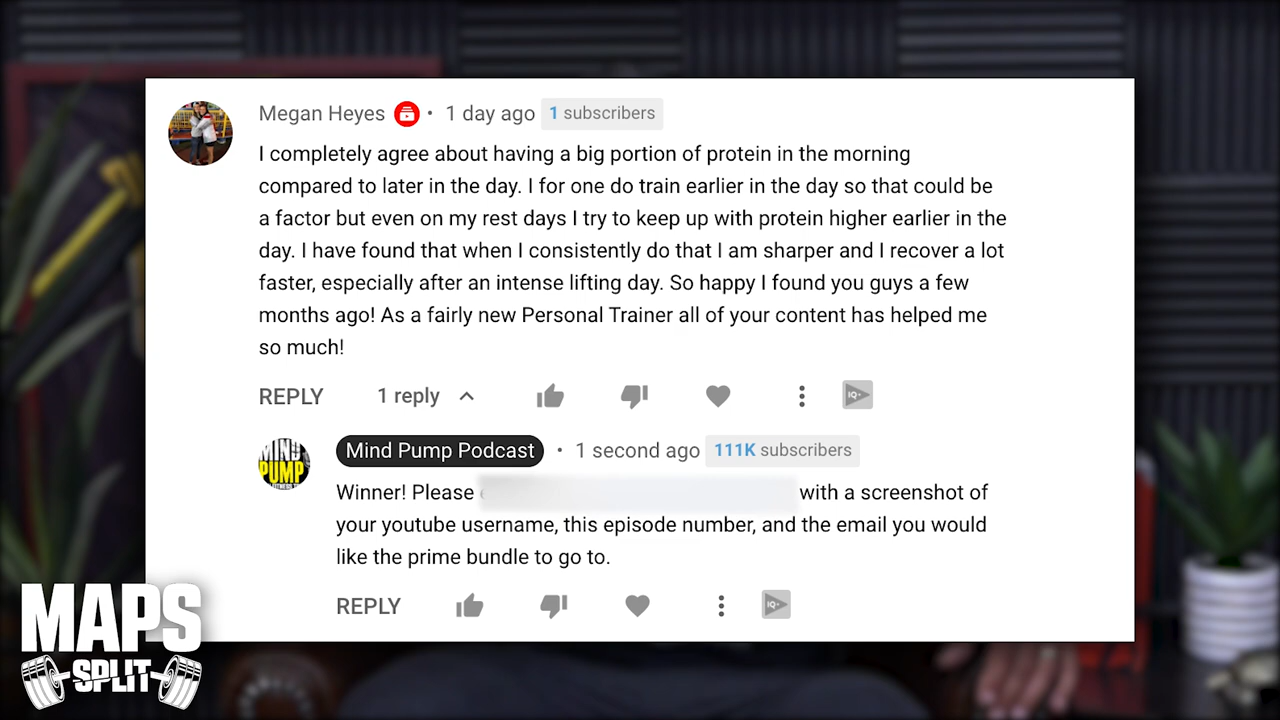 Megan Heyes • 1 day ago 1 subscribers
I completely agree about having a big portion of protein in the morning
compared to later in the day. I for one do train earlier in the day so that could be
a factor but even on my rest days I try to keep up with protein higher earlier in the
day. I have found that when I consistently do that I am sharper and I recover a lot
faster, especially after an intense lifting day. So happy I found you guys a few
months ago! As a fairly new Personal Trainer all of your content has helped me
so much!
REPLY 1 reply IQ+
MIND PUMP
Mind Pump Podcast • 1 second ago 111K subscribers
Winner! Please with a screenshot of
your youtube username, this episode number, and the email you would
like the prime bundle to go to.
REPLY IQ+
MAPS
SPLIT